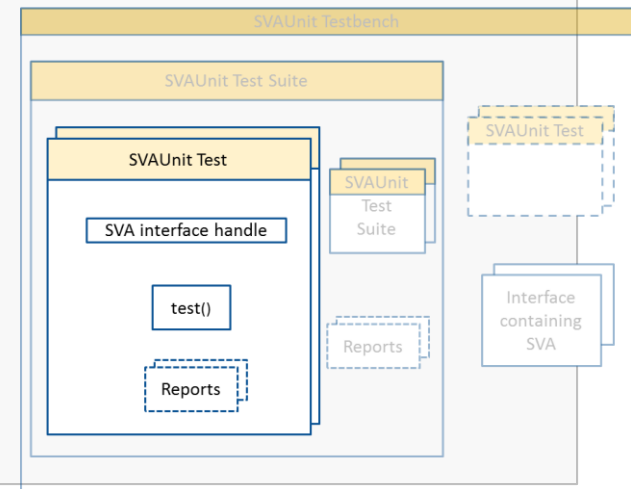 SVAUnit Testbench
SVAUnit Test Suite
SVAUnit Test
SVA interface handle
test()
Reports
SVAUnit
Test
Suite
Reports
SVAUnit Test
Interface
containing
SVA